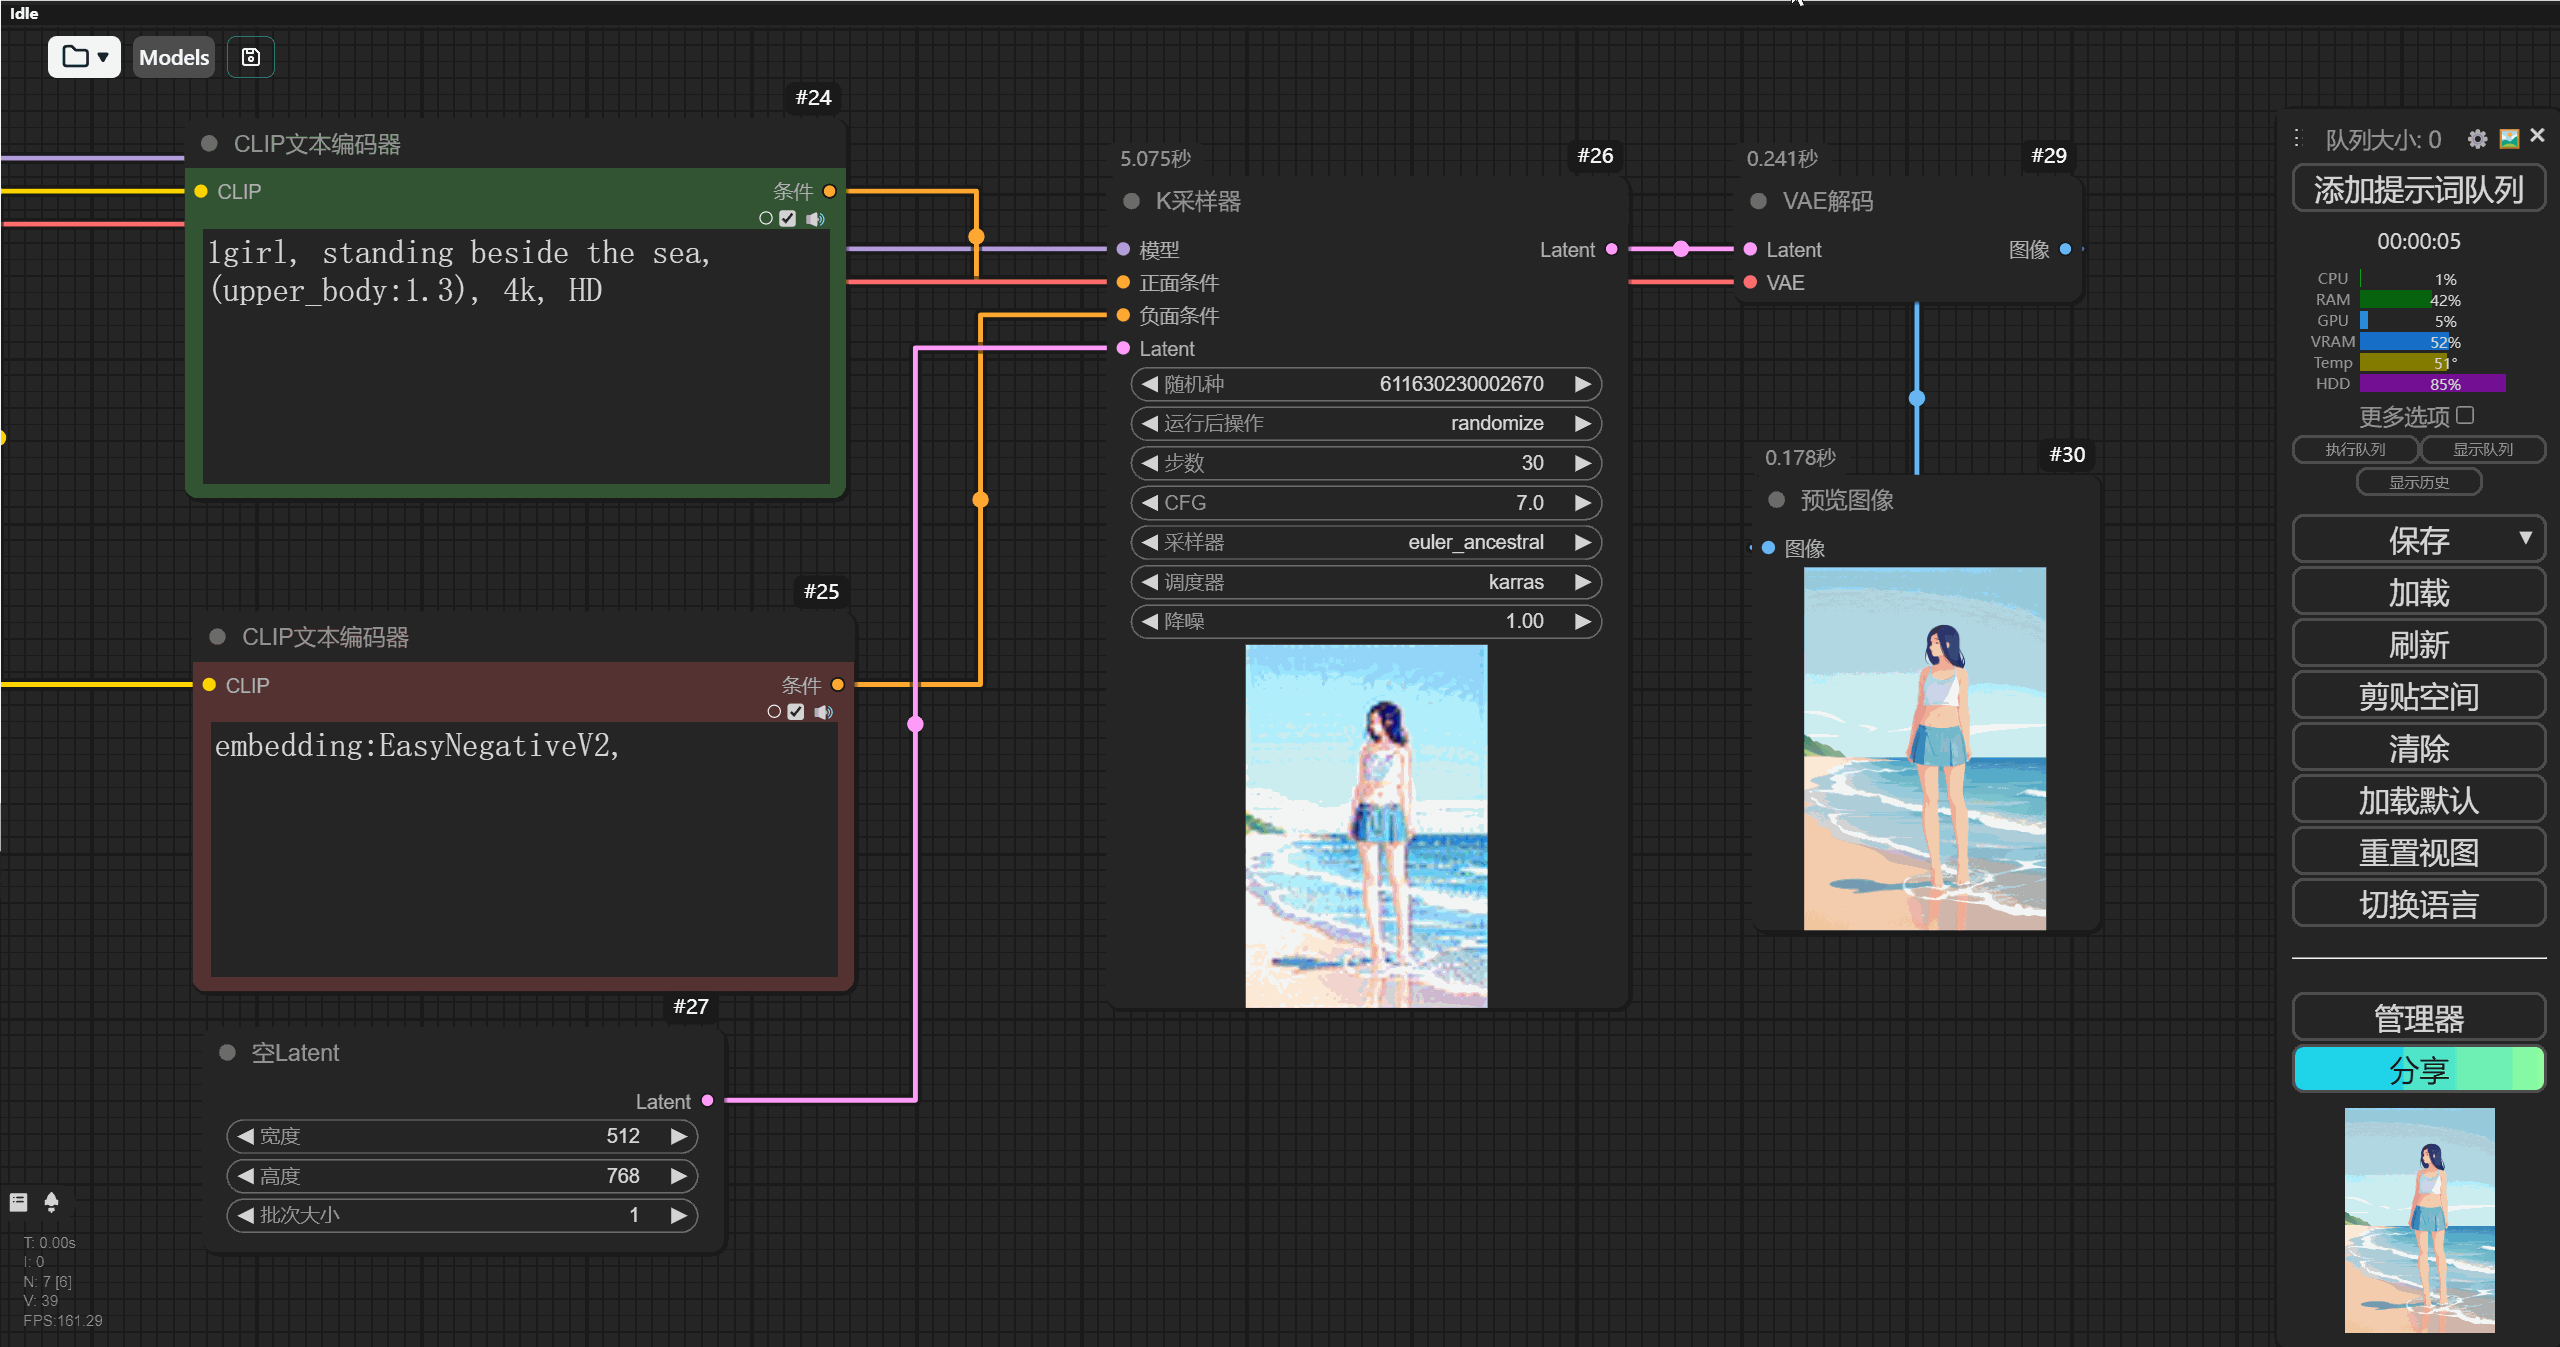 Idle
Models
#24
CLIP文本编码器
CLIP
条件
1girl, standing beside the sea,
(upper_body:1.3), 4k, HD
#25
CLIP文本编码器
CLIP
条件
embedding:EasyNegativeV2,
#27
空Latent
Latent
宽度 512
高度 768
批次大小 1
T: 0.00s
I: 0
N: 7 [6]
V: 39
FPS:161.29
5.075秒
#26
K采样器
模型
Latent
正面条件
负面条件
Latent
随机种 611630230002670
运行后操作 randomize
步数 30
CFG 7.0
采样器 euler_ancestral
调度器 karras
降噪 1.00
0.241秒
#29
VAE解码
Latent
图像
VAE
0.178秒
#30
预览图像
图像
队列大小: 0
添加提示词队列
00:00:05
CPU 1%
RAM 42%
GPU 5%
VRAM 52%
Temp 51°
HDD 85%
更多选项
执行队列
显示队列
显示历史
保存
加载
刷新
剪贴空间
清除
加载默认
重置视图
切换语言
管理器
分享